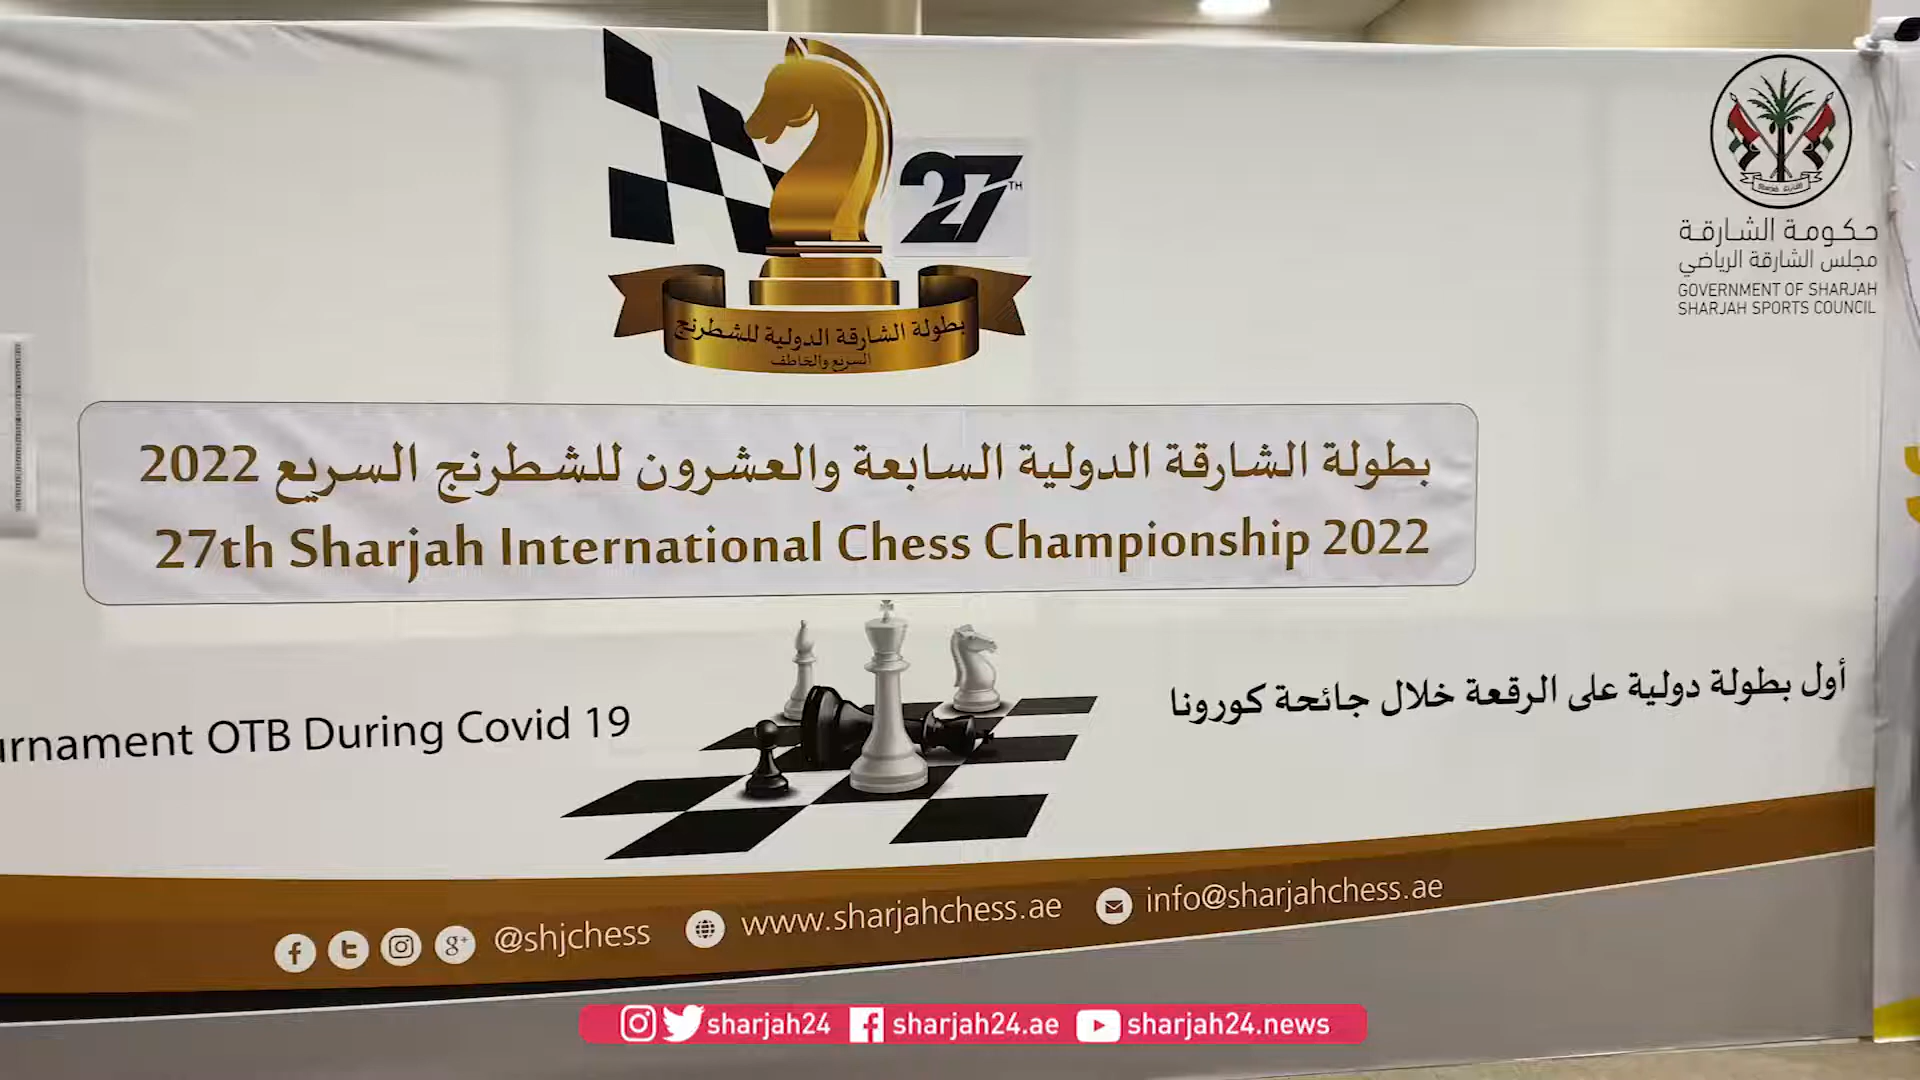 27TH
حكومة الشارقة
مجلس الشارقة الرياضي
GOVERNMENT OF SHARJAH
SHARJAH SPORTS COUNCIL
بطولة الشارقة الدولية للشطرنج
السريع والخاطف
بطولة الشارقة الدولية السابعة والعشرون للشطرنج السريع 2022
27th Sharjah International Chess Championship 2022
أول بطولة دولية على الرقعة خلال جائحة كورونا
urnament OTB During Covid 19
@shjchess www.sharjahchess.ae info@sharjahchess.ae
sharjah24 sharjah24.ae sharjah24.news